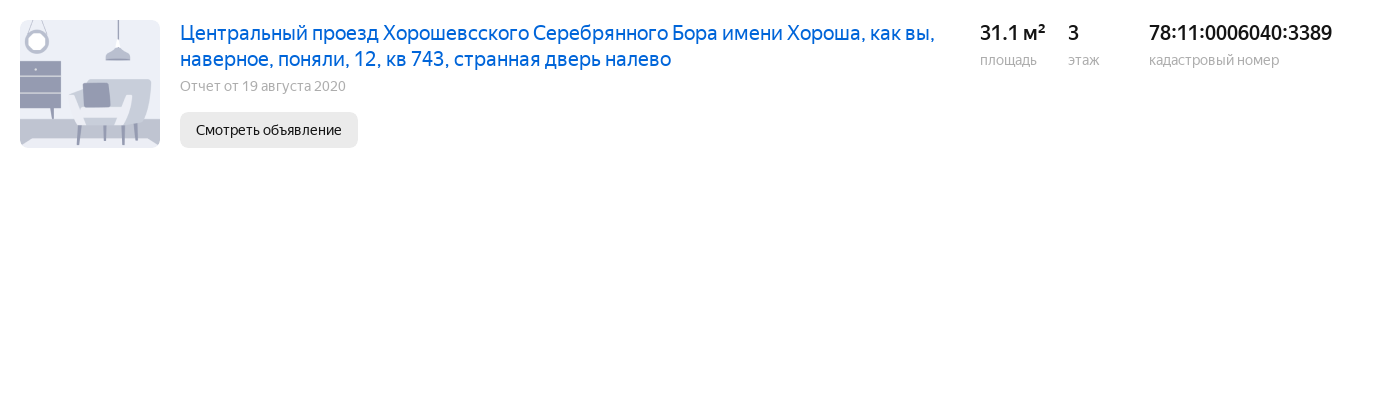 Центральный проезд Хорошевсского Серебрянного Бора имени Хороша, как вы,
наверное, поняли, 12, кв 743, странная дверь налево
Отчет от 19 августа 2020
Смотреть объявление
31.1 м²
площадь
3
этаж
78:11:0006040:3389
кадастровый номер